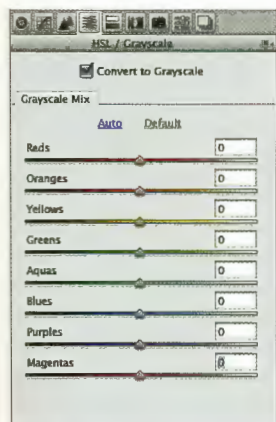 HSL / Grayscale
Convert to Grayscale
Grayscale Mix
Auto Default
Reds 0
Oranges 0
Yellows 0
Greens 0
Aquas 0
Blues 0
Purples 0
Magentas 0